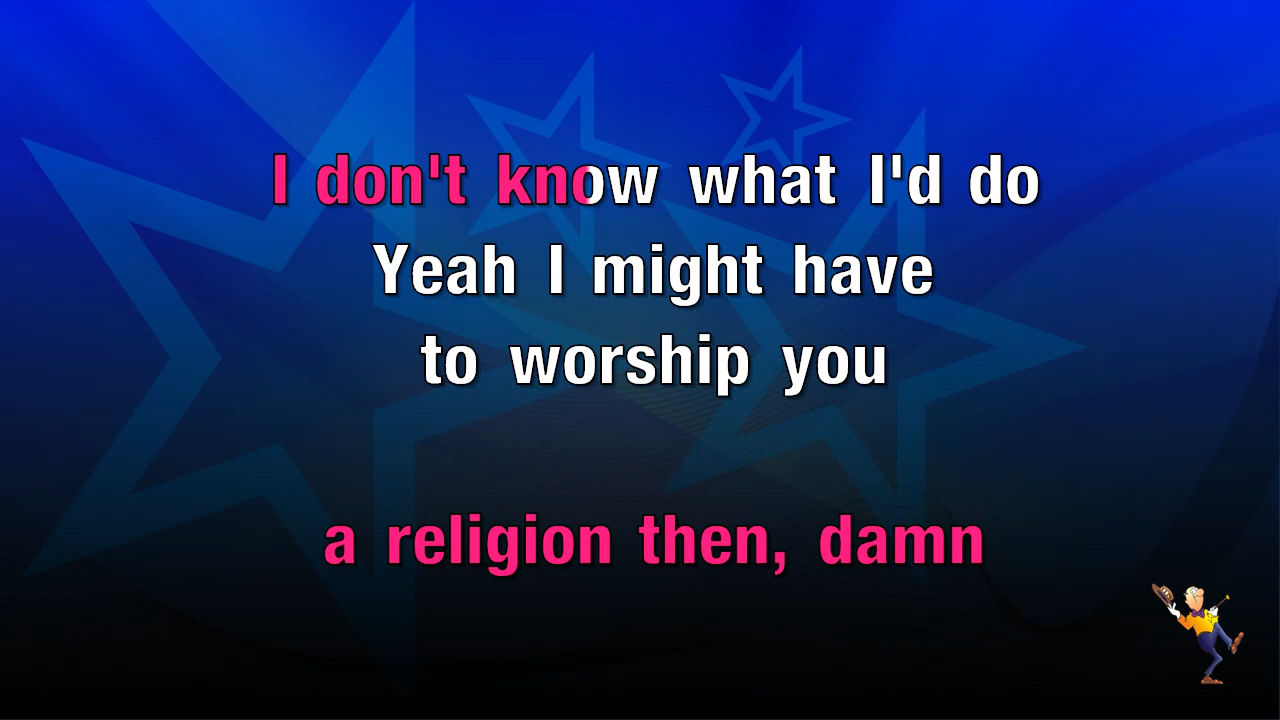 I don't know what I'd do
Yeah I might have
to worship you
a religion then, damn